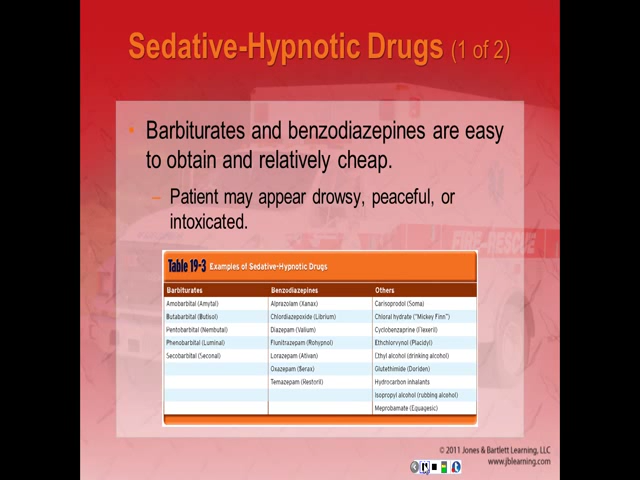 Sedative-Hypnotic Drugs (1 of 2)
• Barbiturates and benzodiazepines are easy
to obtain and relatively cheap.
– Patient may appear drowsy, peaceful, or
intoxicated.
Table 19-3 Examples of Sedative-Hypnotic Drugs
Barbiturates Benzodiazepines Others
Amobarbital (Amytal) Alprazolam (Xanax) Carisoprodol (Soma)
Butabarbital (Butisol) Chlordiazepoxide (Librium) Chloral hydrate ("Mickey Finn")
Pentobarbital (Nembutal) Diazepam (Valium) Cyclobenzaprine (Flexeril)
Phenobarbital (Luminal) Flunitrazepam (Rohypnol) Ethchlorvynol (Placidyl)
Secobarbital (Seconal) Lorazepam (Ativan) Ethyl alcohol (drinking alcohol)
Oxazepam (Serax) Glutethimide (Doriden)
Temazepam (Restoril) Hydrocarbon inhalants
Isopropyl alcohol (rubbing alcohol)
Meprobamate (Equagesic)
FIRE-RESCUE
© 2011 Jones & Bartlett Learning, LLC
www.jblearning.com